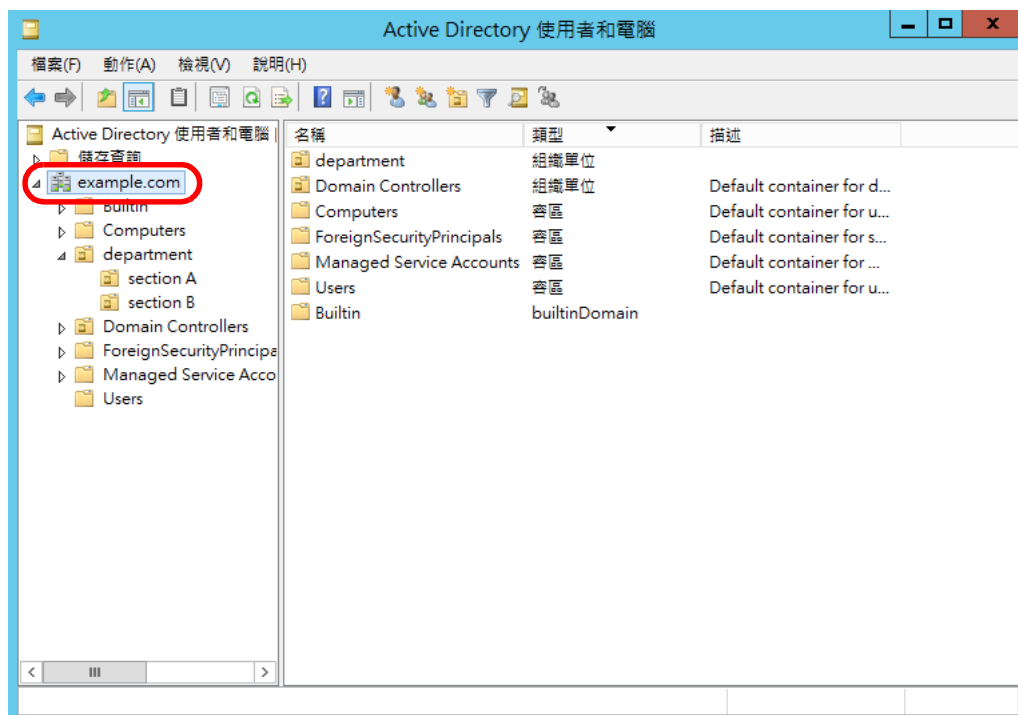 Active Directory 使用者和電腦
檔案(F) 動作(A) 檢視(V) 說明(H)
Active Directory 使用者和電腦
儲存查詢
example.com
Builtin
Computers
department
section A
section B
Domain Controllers
ForeignSecurityPrincipa
Managed Service Acco
Users
名稱 類型 描述
department 組織單位
Domain Controllers 組織單位 Default container for d...
Computers 容區 Default container for u...
ForeignSecurityPrincipals 容區 Default container for s...
Managed Service Accounts 容區 Default container for ...
Users 容區 Default container for u...
Builtin builtinDomain